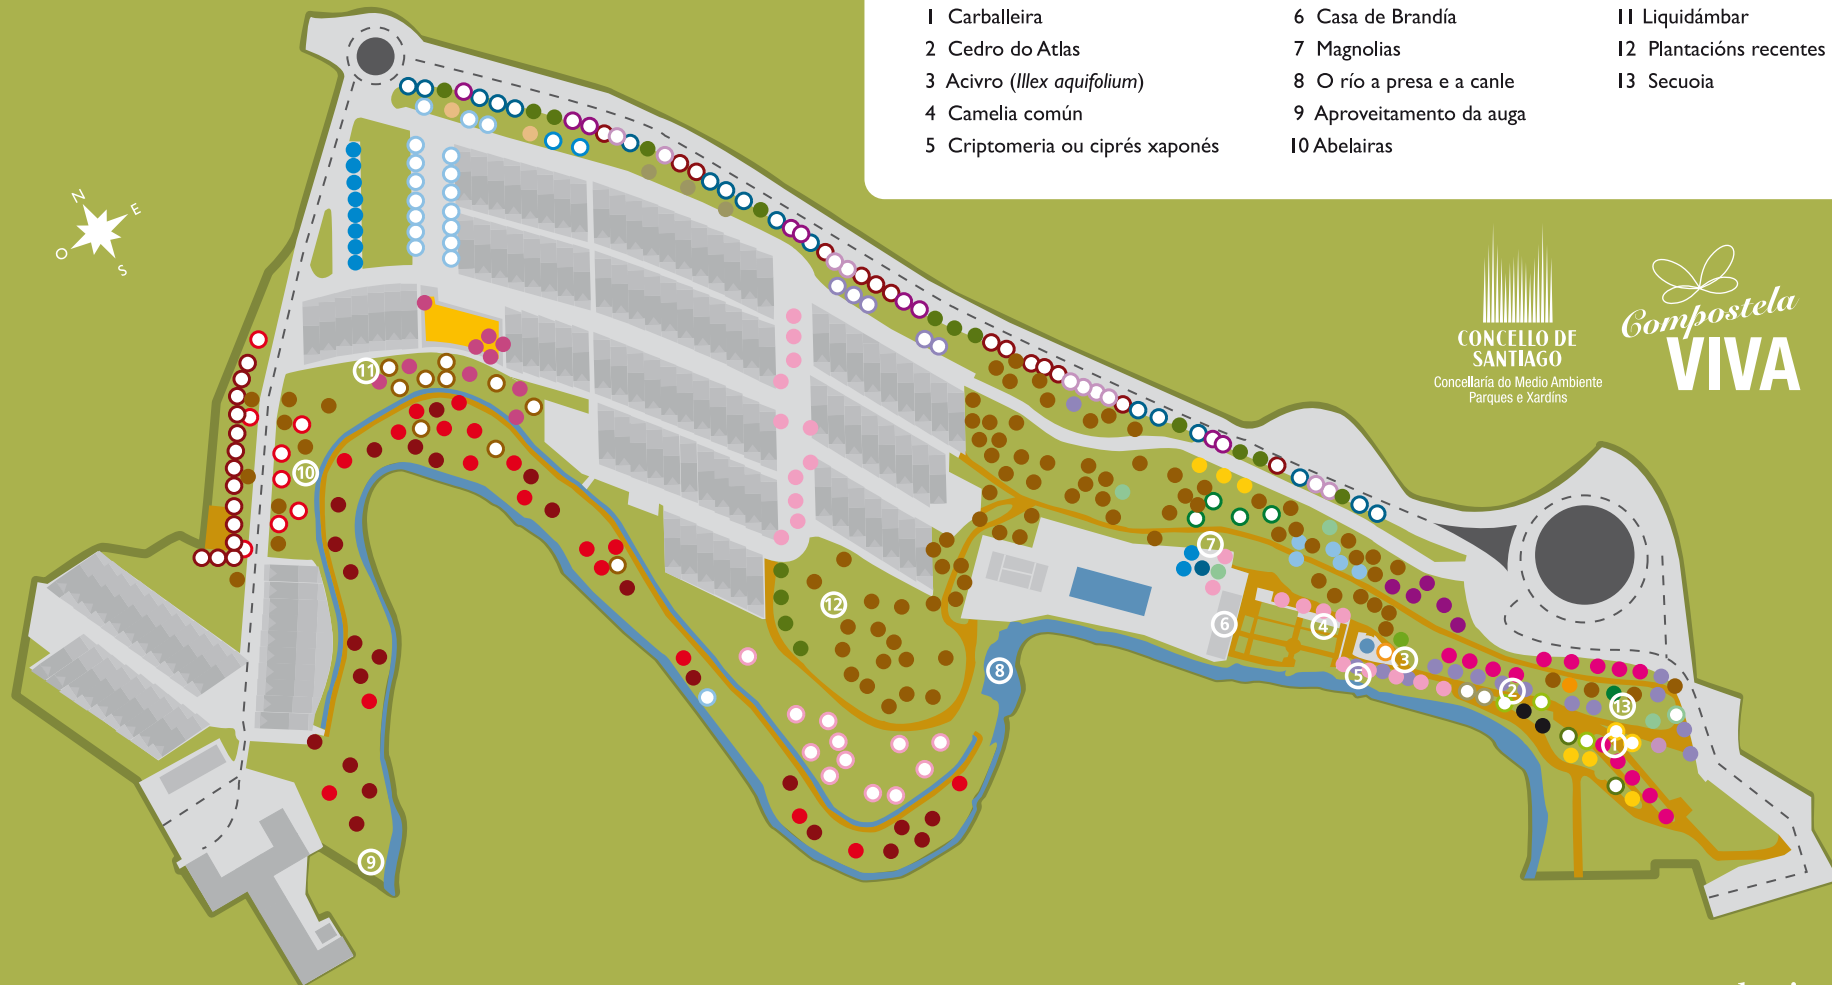 1 Carballeira
2 Cedro do Atlas
3 Acivro (Illex aquifolium)
4 Camelia común
5 Criptomeria ou ciprés xaponés
6 Casa de Brandía
7 Magnolias
8 O río a presa e a canle
9 Aproveitamento da auga
10 Abelairas
11 Liquidámbar
12 Plantacións recentes
13 Secuoia
N
E
O
S
CONCELLO DE
SANTIAGO
Concellaría do Medio Ambiente
Parques e Xardíns
Compostela
VIVA
11
10
12
7
6
4
3
5
8
2
13
1
9